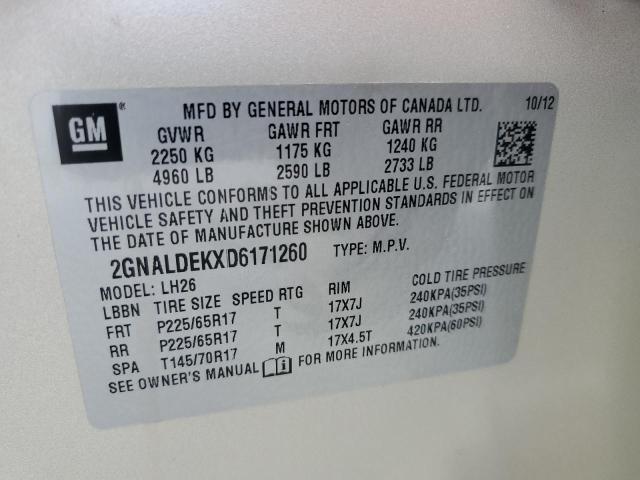 GM ® MFD BY GENERAL MOTORS OF CANADA LTD. 10/12
GVWR GAWR FRT GAWR RR
2250 KG 1175 KG 1240 KG
4960 LB 2590 LB 2733 LB
THIS VEHICLE CONFORMS TO ALL APPLICABLE U.S. FEDERAL MOTOR
VEHICLE SAFETY AND THEFT PREVENTION STANDARDS IN EFFECT ON
THE DATE OF MANUFACTURE SHOWN ABOVE.
2GNALDEKXD6171260 TYPE: M.P.V.
MODEL: LH26
LBBN TIRE SIZE SPEED RTG RIM COLD TIRE PRESSURE
FRT P225/65R17 T 17X7J 240KPA(35PSI)
RR P225/65R17 T 17X7J 240KPA(35PSI)
SPA T145/70R17 M 17X4.5T 420KPA(60PSI)
SEE OWNER'S MANUAL i FOR MORE INFORMATION.